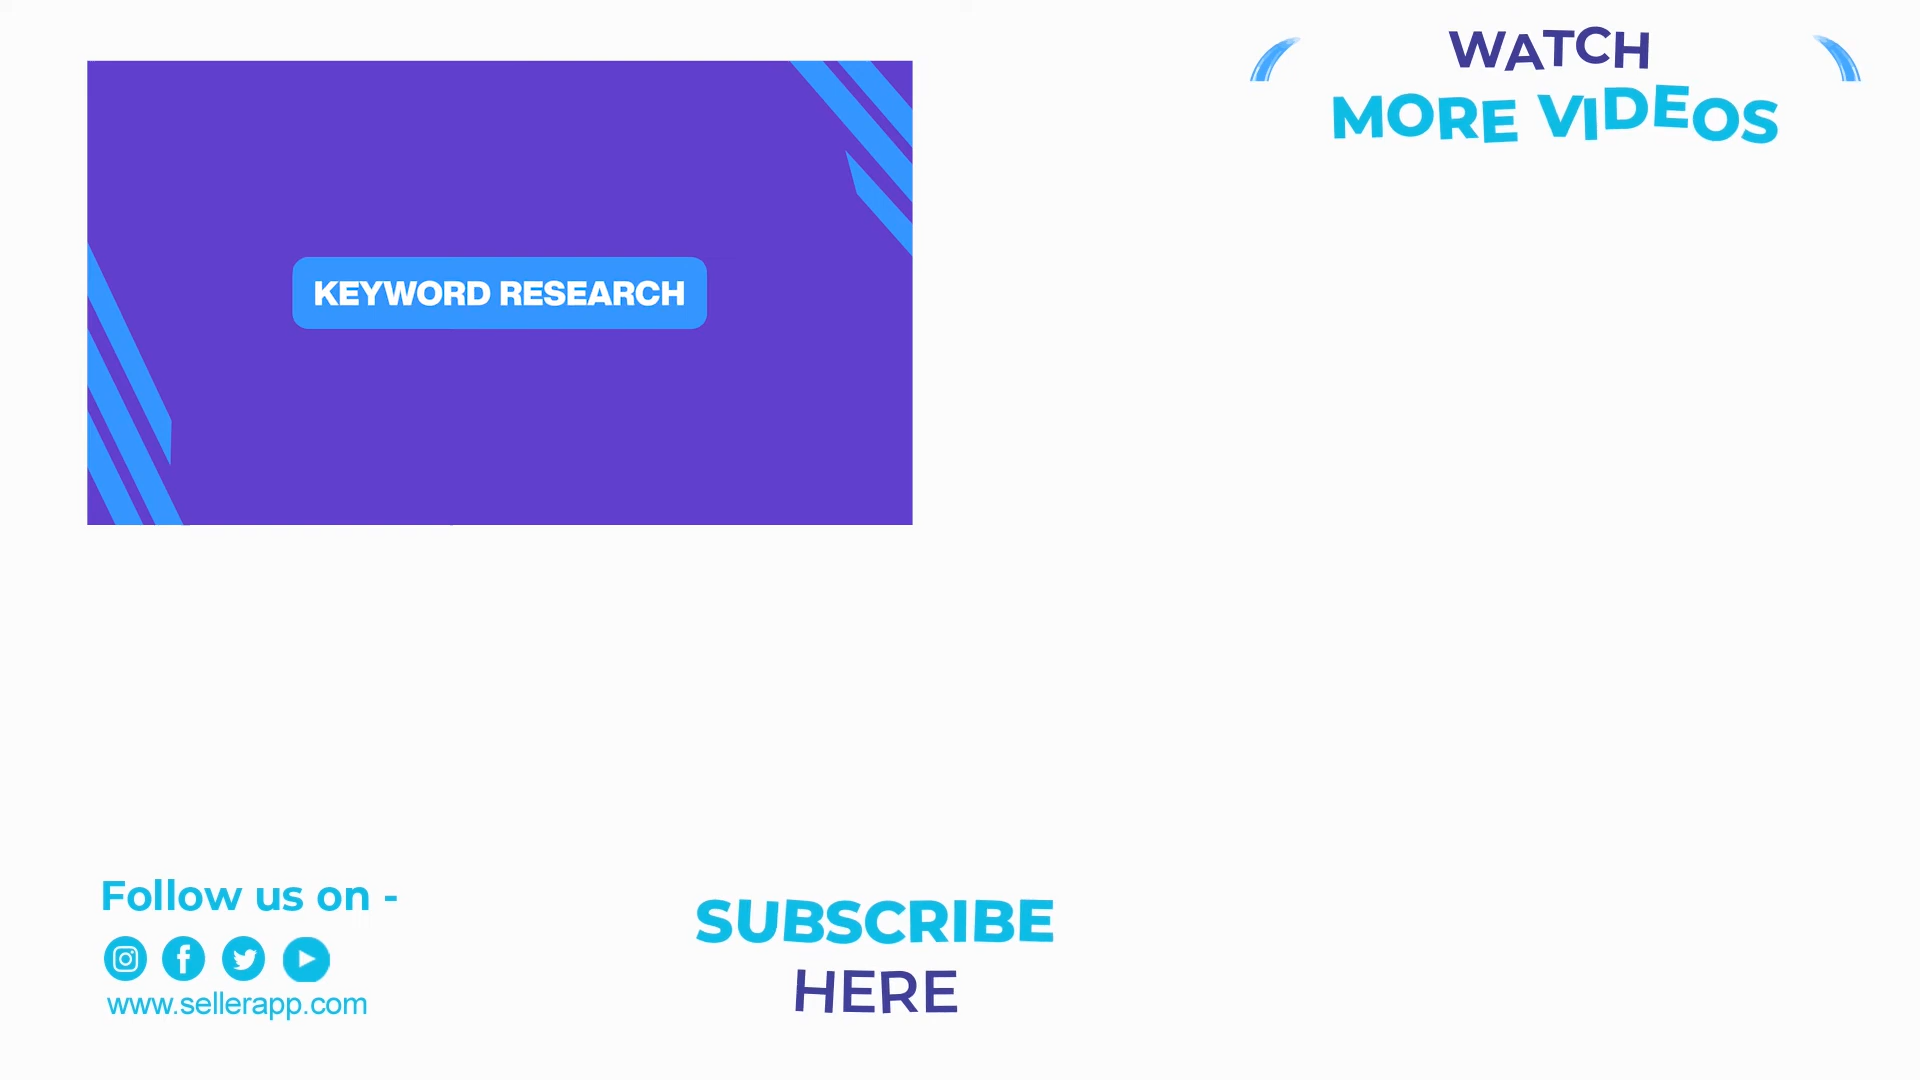 WATCH
MORE VIDEOS
KEYWORD RESEARCH
Follow us on -
www.sellerapp.com
SUBSCRIBE
HERE